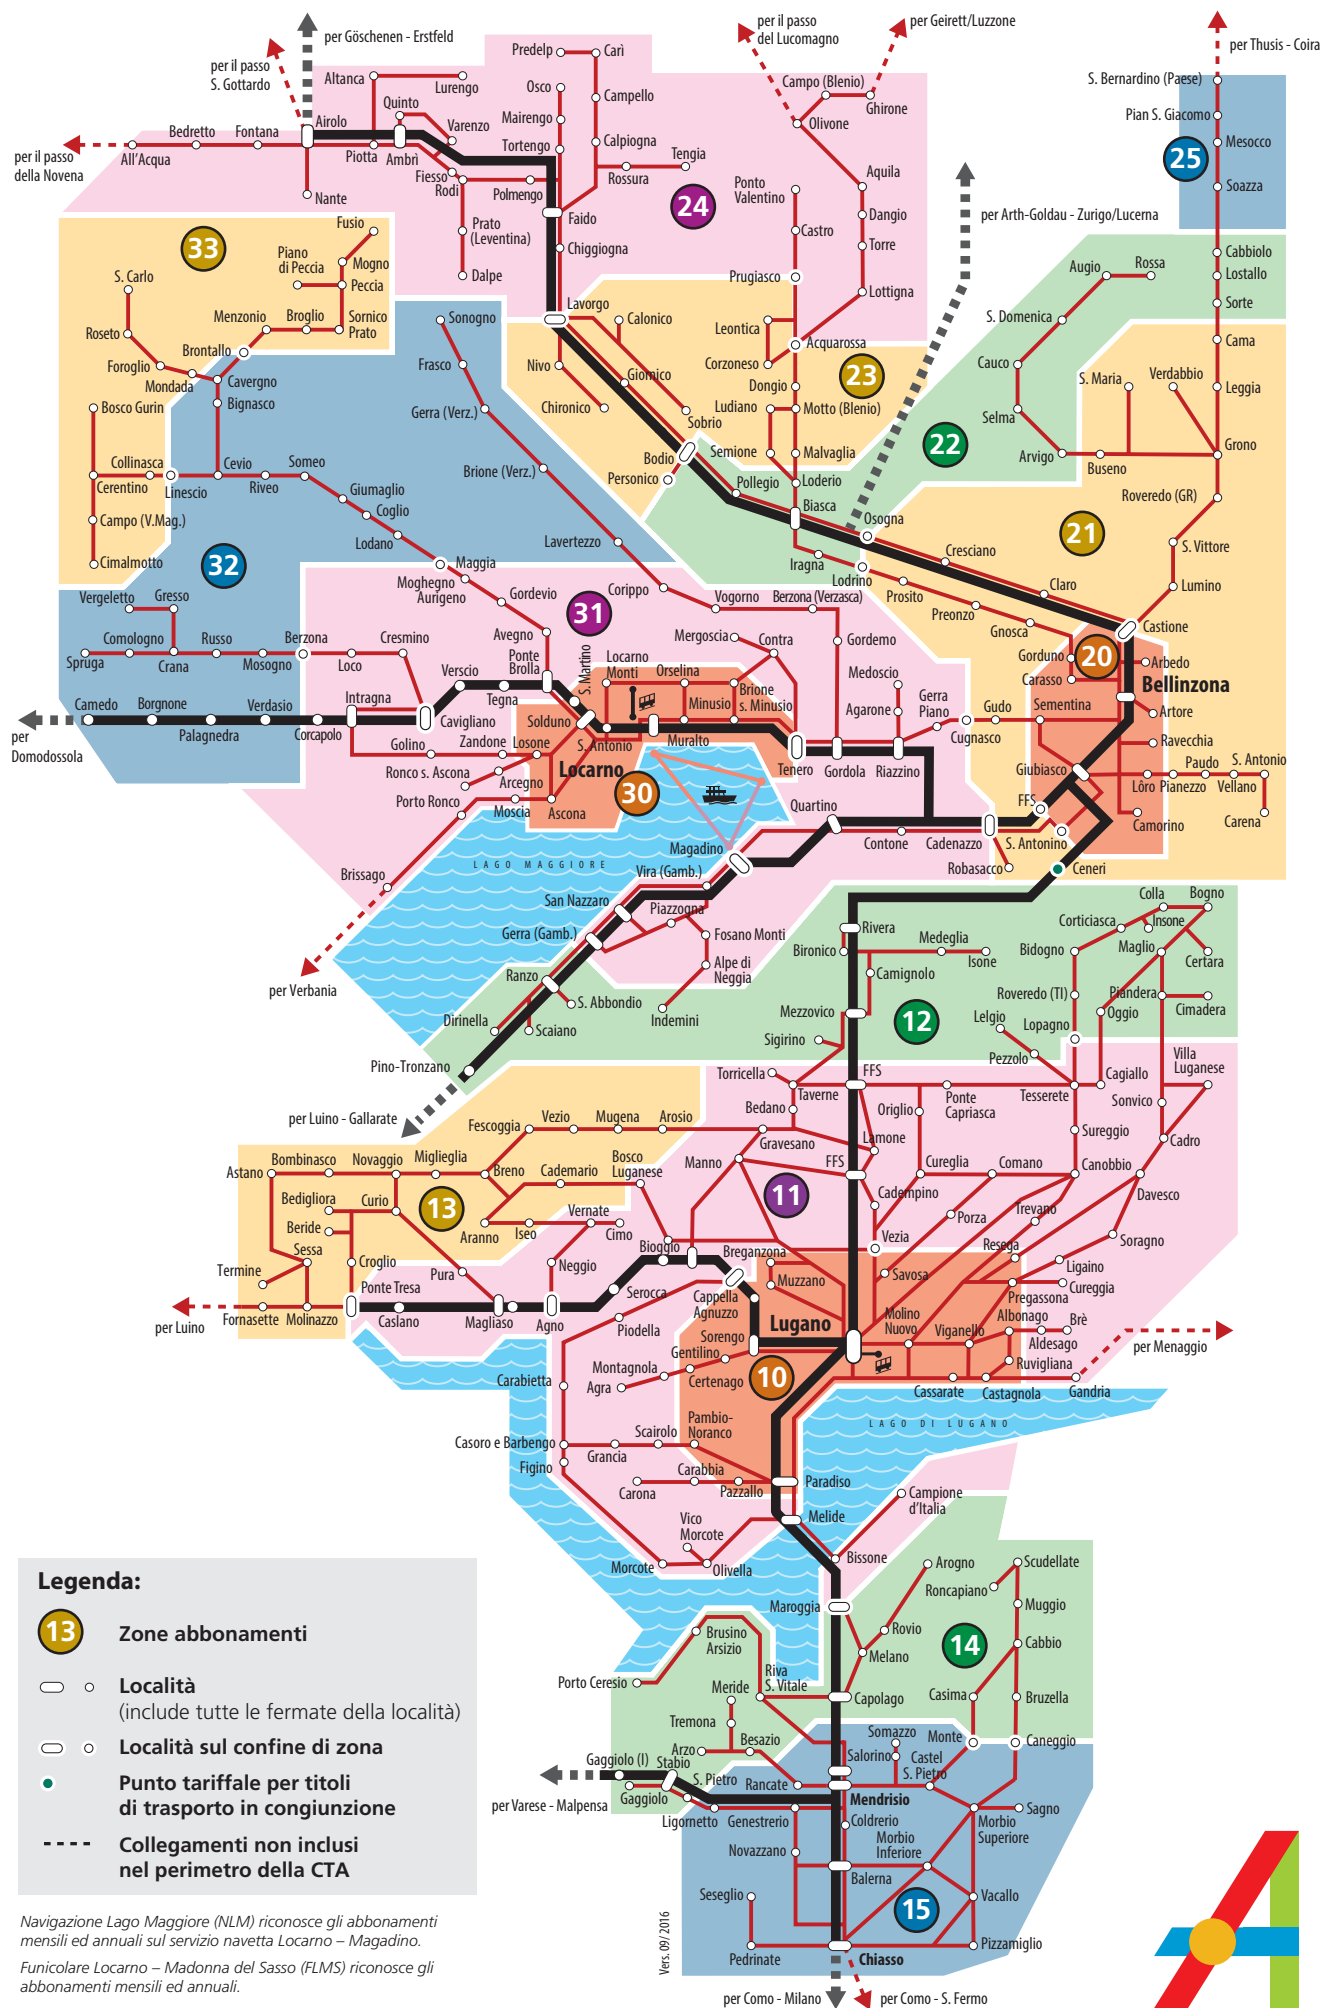 per Göschenen - Erstfeld
per il passo
S. Gottardo
per il passo
del Lucomagno
per Geirett/Luzzone
per Thusis - Coira
per il passo
della Novena
per Arth-Goldau - Zurigo/Lucerna
Predelp
Carì
Altanca
Lurengo
Osco
Campello
Quinto
Varenzo
Mairengo
Airolo
Bedretto
Fontana
All'Acqua
Piotta
Ambrì
Tortengo
Calpiogna
Tengia
Rossura
Fiesso
Rodi
Polmengo
Nante
Faido
Prato
(Leventina)
Chiggiogna
Dalpe
24
Campo (Blenio)
Ghirone
Olivone
Aquila
Ponto
Valentino
Dangio
Castro
Torre
Prugiasco
Lottigna
S. Bernardino (Paese)
Pian S. Giacomo
Mesocco
25
Soazza
Cabbiolo
Lostallo
Sorte
Augio
Rossa
S. Domenica
Cauco
Selma
Arvigo
22
33
Fusio
Piano
di Peccia
Mogno
S. Carlo
Peccia
Menzonio
Broglio
Sornico
Prato
Roseto
Brontallo
Foroglio
Mondada
Cavergno
Bignasco
Bosco Gurin
Collinasca
Cerentino
Linescio
Cevio
Riveo
Someo
Campo (V.Mag.)
Cimalmotto
Giumaglio
Coglio
Lodano
Maggia
32
Sonogno
Frasco
Gerra (Verz.)
Brione (Verz.)
Lavertezzo
Corippo
Lavorgo
Calonico
Nivo
Giornico
Chironico
Sobrio
Leontica
Acquarossa
Corzoneso
23
Dongio
Ludiano
Motto (Blenio)
Semione
Malvaglia
Bodio
Personico
Pollegio
Loderio
Biasca
Osogna
Iragna
Lodrino
Cresciano
Prosito
Claro
Preonzo
Gnosca
Cama
Verdabbio
S. Maria
Leggia
Grono
Buseno
Roveredo (GR)
21
S. Vittore
Lumino
Castione
Vergeletto
Gresso
Comologno
Russo
Berzona
Cresmino
Spruga
Crana
Mosogno
Loco
Camedo
Borgnone
Verdasio
Palagnedra
Corcapolo
per
Domodossola
Moghegno
Aurigeno
Gordevio
31
Avegno
Ponte
Brolla
Verscio
Tegna
Intragna
Cavigliano
Golino
Zandone
Losone
Ronco s. Ascona
Arcegno
Porto Ronco
Moscia
Ascona
Brissago
per Verbania
Vogorno
Berzona (Verzasca)
Mergoscia
Contra
Gordemo
S. Martino
Locarno
Monti
Orselina
Minusio
Brione
s. Minusio
Solduno
S. Antonio
Muralto
Locarno
30
Tenero
Gordola
Riazzino
Medoscio
Agarone
Gerra
Piano
Cugnasco
Gudo
Sementina
Gorduno
Carasso
20
Arbedo
Bellinzona
Artore
Ravecchia
Giubiasco
Paudo
S. Antonio
Lôro
Pianezzo
Vellano
Carena
Camorino
FFS
S. Antonino
Ceneri
Quartino
Contone
Cadenazzo
Robasacco
LAGO MAGGIORE
Magadino
Vira (Gamb.)
San Nazzaro
Piazzogna
Gerra (Gamb.)
Fosano Monti
Alpe di
Neggia
Indemini
Ranzo
S. Abbondio
Dirinella
Scaiano
Pino-Tronzano
per Luino - Gallarate
Rivera
Bironico
Medeglia
Isone
Camignolo
Mezzovico
Sigirino
12
Colla
Bogno
Corticiasca
Insone
Bidogno
Maglio
Certara
Roveredo (TI)
Piandera
Cimadera
Oggio
Lelgio
Lopagno
Pezzolo
Torricella
Taverne
FFS
Ponte
Capriasca
Tesserete
Cagiallo
Villa
Luganese
Sonvico
Bedano
Origlio
Gravesano
Lamone
Sureggio
Cadro
Manno
FFS
Cureglia
Comano
Canobbio
Davesco
11
Cadempino
Porza
Trevano
Vezia
Resega
Soragno
Savosa
Ligaino
Cureggia
Pregassona
Fescoggia
Vezio
Mugena
Arosio
Astano
Bombinasco
Novaggio
Miglieglia
Breno
Cademario
Bosco
Luganese
Bedigliora
Curio
13
Vernate
Beride
Aranno
Iseo
Cimo
Sessa
Croglio
Termine
Pura
Neggio
Bioggio
Breganzona
Muzzano
Fornasette
Molinazzo
Ponte Tresa
Caslano
Magliaso
Agno
Serocca
Cappella
Agnuzzo
per Luino
Piodella
Sorengo
Gentilino
Lugano
Molino
Nuovo
Viganello
Albonago
Brè
Aldesago
Ruvigliana
per Menaggio
Montagnola
Certenago
Agra
10
Cassarate
Castagnola
Gandria
Carabietta
LAGO DI LUGANO
Casoro e Barbengo
Scairolo
Pambio-
Noranco
Grancia
Figino
Carabbia
Carona
Pazzallo
Paradiso
Vico
Morcote
Melide
Campione
d'Italia
Morcote
Olivella
Bissone
Maroggia
Arogno
Scudellate
Roncapiano
Muggio
Rovio
Melano
14
Cabbio
Casima
Bruzella
Monte
Caneggio
Brusino
Arsizio
Porto Ceresio
Riva
S. Vitale
Capolago
Meride
Tremona
Arzo
Besazio
Somazzo
Salorino
Castel
S. Pietro
Gaggiolo (I)
Stabio
S. Pietro
Rancate
Gaggiolo
Mendrisio
per Varese - Malpensa
Ligornetto
Genestrerio
Coldrerio
Morbio
Superiore
Sagno
Novazzano
Morbio
Inferiore
Balerna
Seseglio
15
Vacallo
Pedrinate
Chiasso
Pizzamiglio
per Como - Milano
per Como - S. Fermo
Vers. 09/2016
Legenda:
13
Zone abbonamenti
Località
(include tutte le fermate della località)
Località sul confine di zona
Punto tariffale per titoli
di trasporto in congiunzione
Collegamenti non inclusi
nel perimetro della CTA
Navigazione Lago Maggiore (NLM) riconosce gli abbonamenti
mensili ed annuali sul servizio navetta Locarno – Magadino.
Funicolare Locarno – Madonna del Sasso (FLMS) riconosce gli
abbonamenti mensili ed annuali.